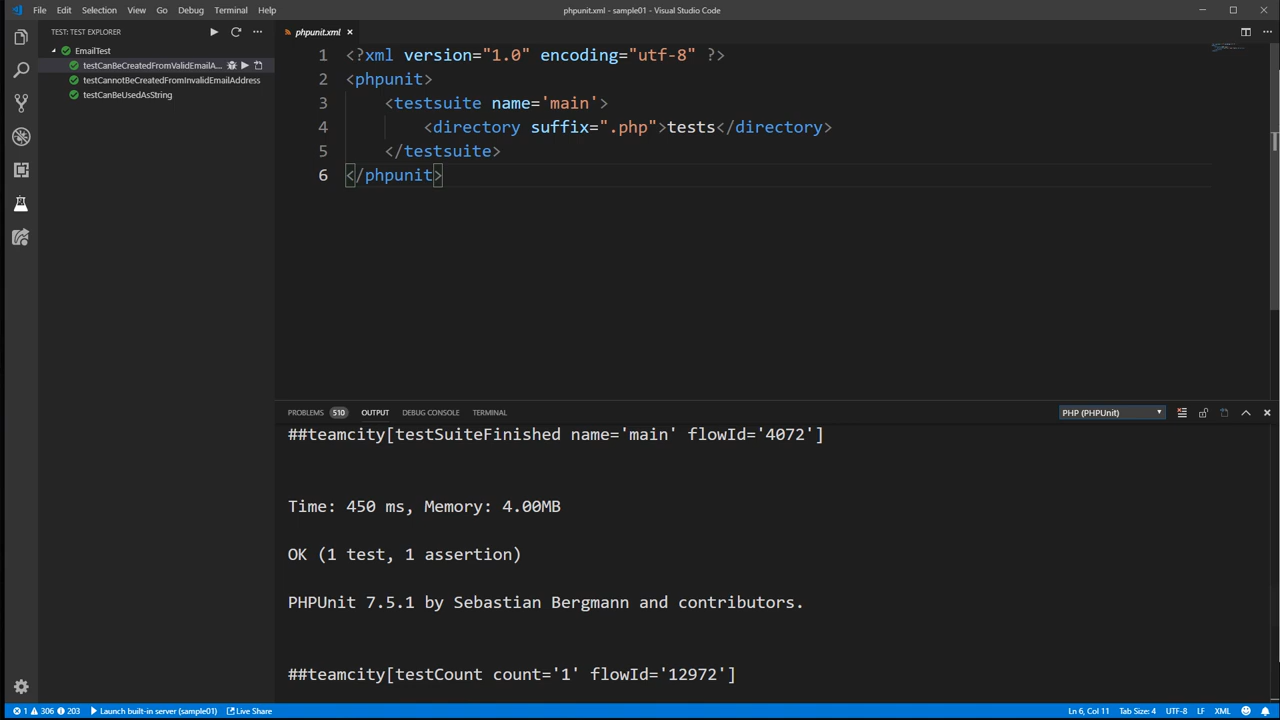 File Edit Selection View Go Debug Terminal Help
phpunit.xml - sample01 - Visual Studio Code
TEST: TEST EXPLORER
EmailTest
testCanBeCreatedFromValidEmailA...
testCannotBeCreatedFromInvalidEmailAddress
testCanBeUsedAsString
phpunit.xml
1 <?xml version="1.0" encoding="utf-8" ?>
2 <phpunit>
3 <testsuite name='main'>
4 <directory suffix=".php">tests</directory>
5 </testsuite>
6 </phpunit>
PROBLEMS 510 OUTPUT DEBUG CONSOLE TERMINAL
PHP (PHPUnit)
##teamcity[testSuiteFinished name='main' flowId='4072']
Time: 450 ms, Memory: 4.00MB
OK (1 test, 1 assertion)
PHPUnit 7.5.1 by Sebastian Bergmann and contributors.
##teamcity[testCount count='1' flowId='12972']
1 306 203 Launch built-in server (sample01) Live Share
Ln 6, Col 11 Tab Size: 4 UTF-8 LF XML